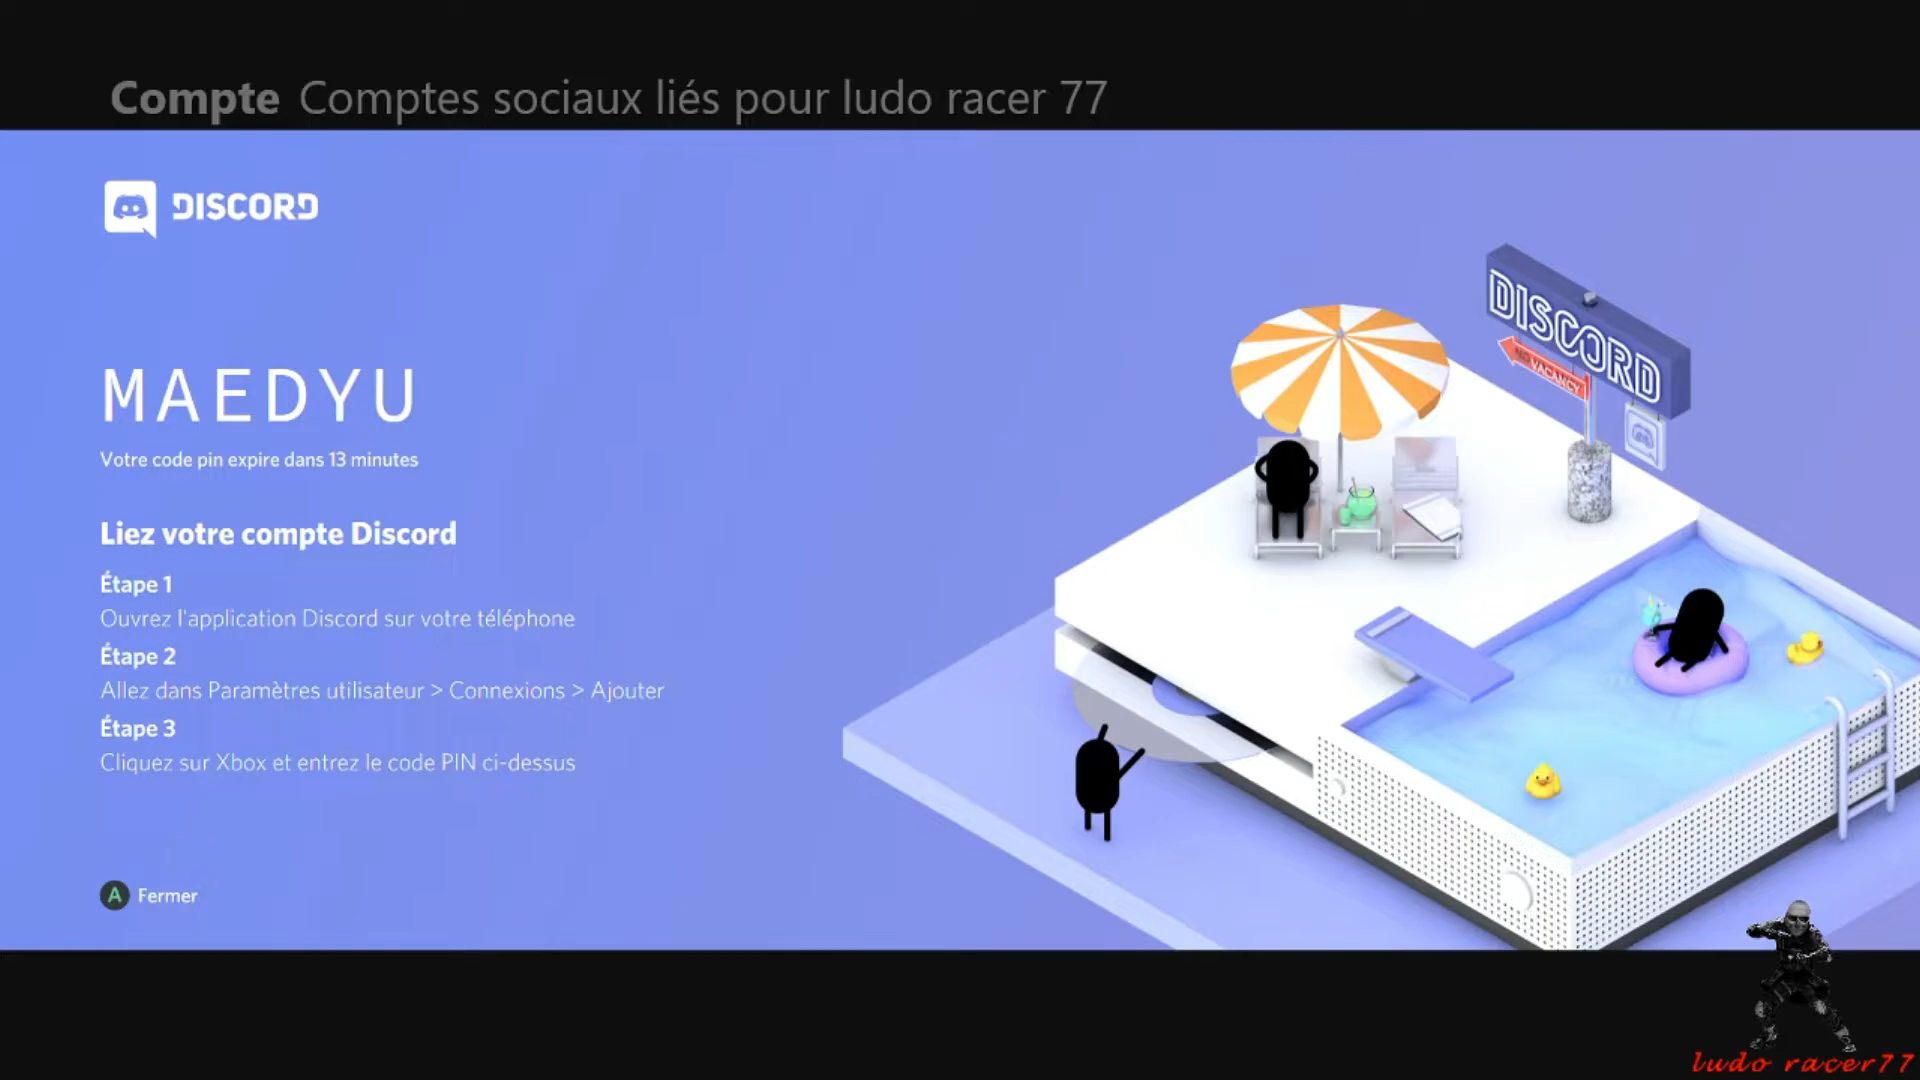 Compte Comptes sociaux liés pour ludo racer 77
DISCORD
DISCORD
NO VACANCY
MAEDYU
Votre code pin expire dans 13 minutes
Liez votre compte Discord
Étape 1
Ouvrez l'application Discord sur votre téléphone
Étape 2
Allez dans Paramètres utilisateur > Connexions > Ajouter
Étape 3
Cliquez sur Xbox et entrez le code PIN ci-dessus
A Fermer
ludo racer77